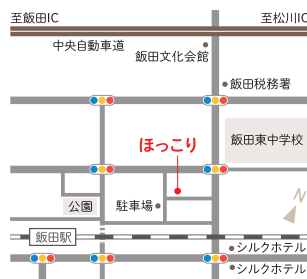 至飯田IC
至松川IC
中央自動車道
飯田文化会館
飯田税務署
飯田東中学校
ほっこり
公園
駐車場
N
飯田駅
シルクホテル
シルクホテル